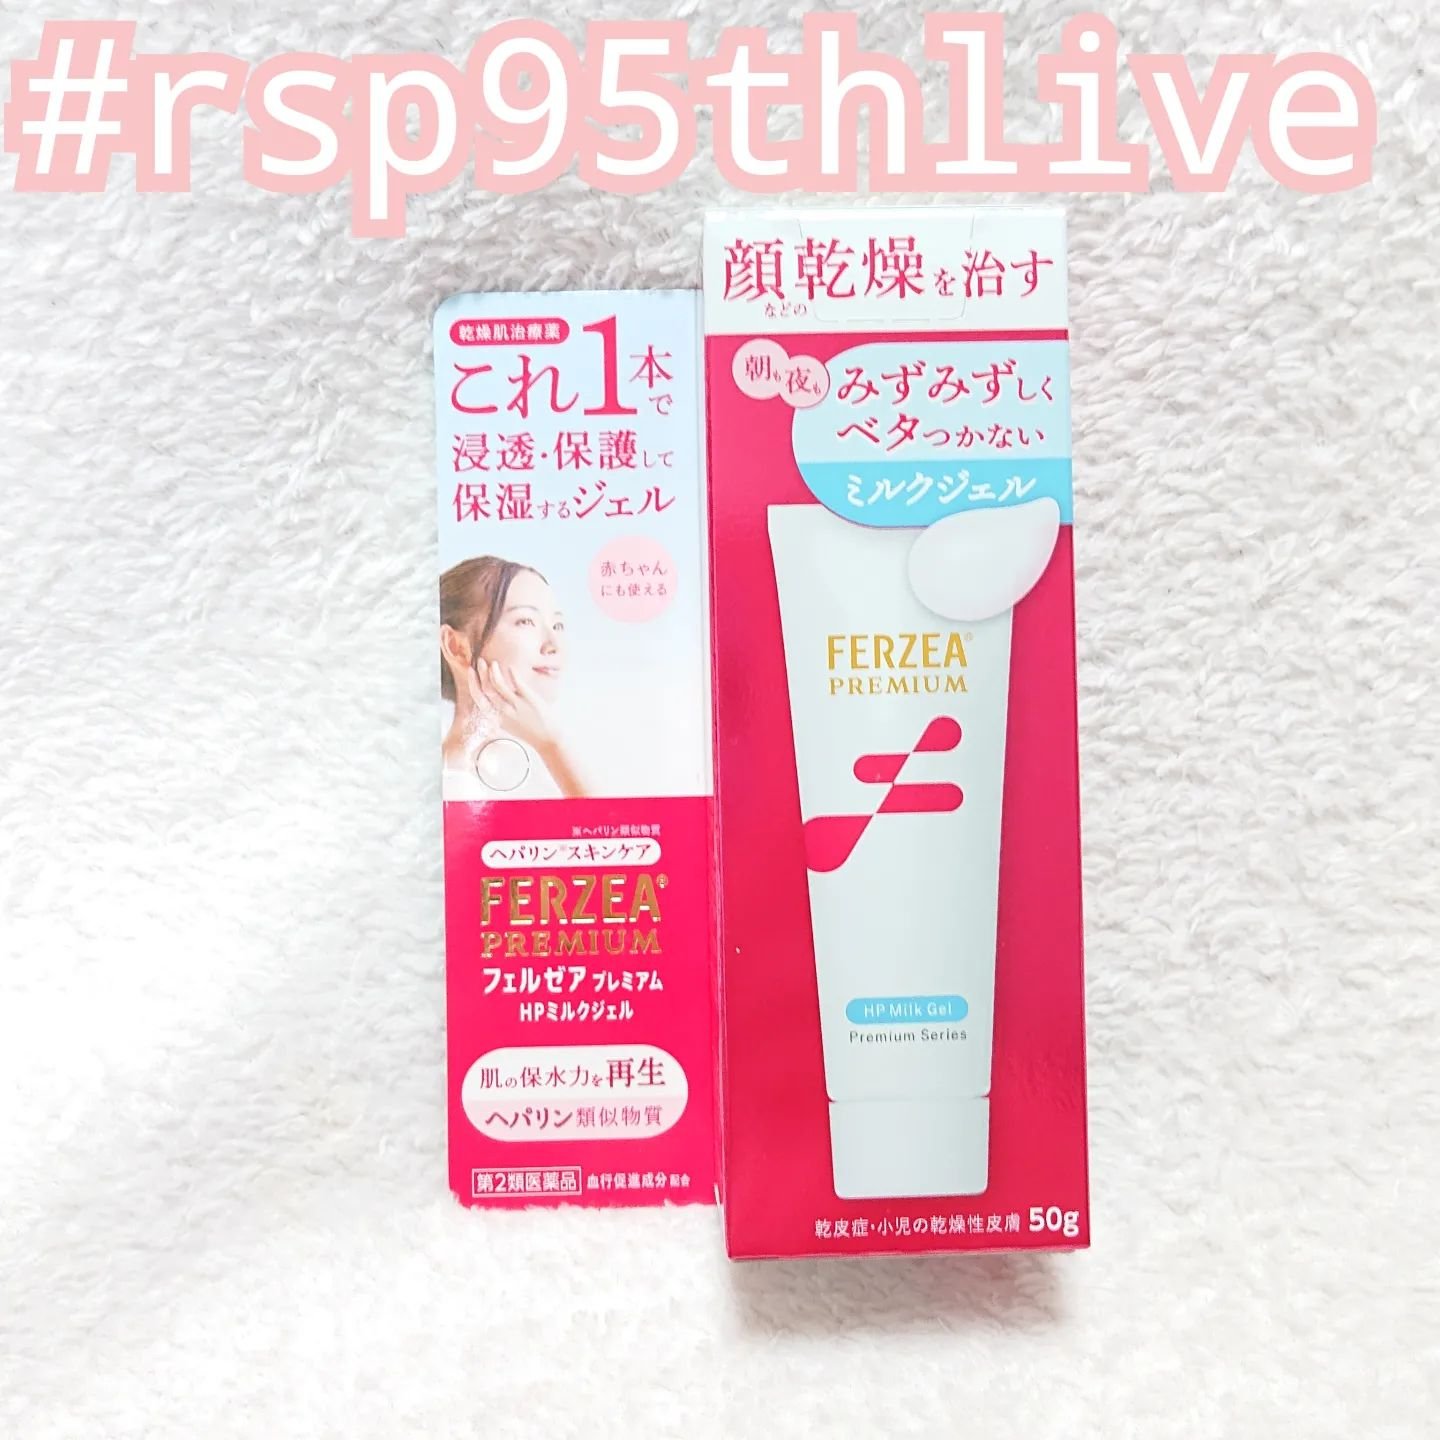 #rsp95thlive
乾燥肌治療薬
これ1本で
浸透・保護して
保湿するジェル
赤ちゃん
にも使える
※ヘパリン類似物質
ヘパリン※スキンケア
FERZEA®
PREMIUM
フェルゼア プレミアム
HPミルクジェル
肌の保水力を再生
ヘパリン類似物質
第2類医薬品 血行促進成分配合
顔などの乾燥を治す
朝も夜も
みずみずしく
ベタつかない
ミルクジェル
FERZEA®
PREMIUM
HP Milk Gel
Premium Series
乾皮症・小児の乾燥性皮膚 50g